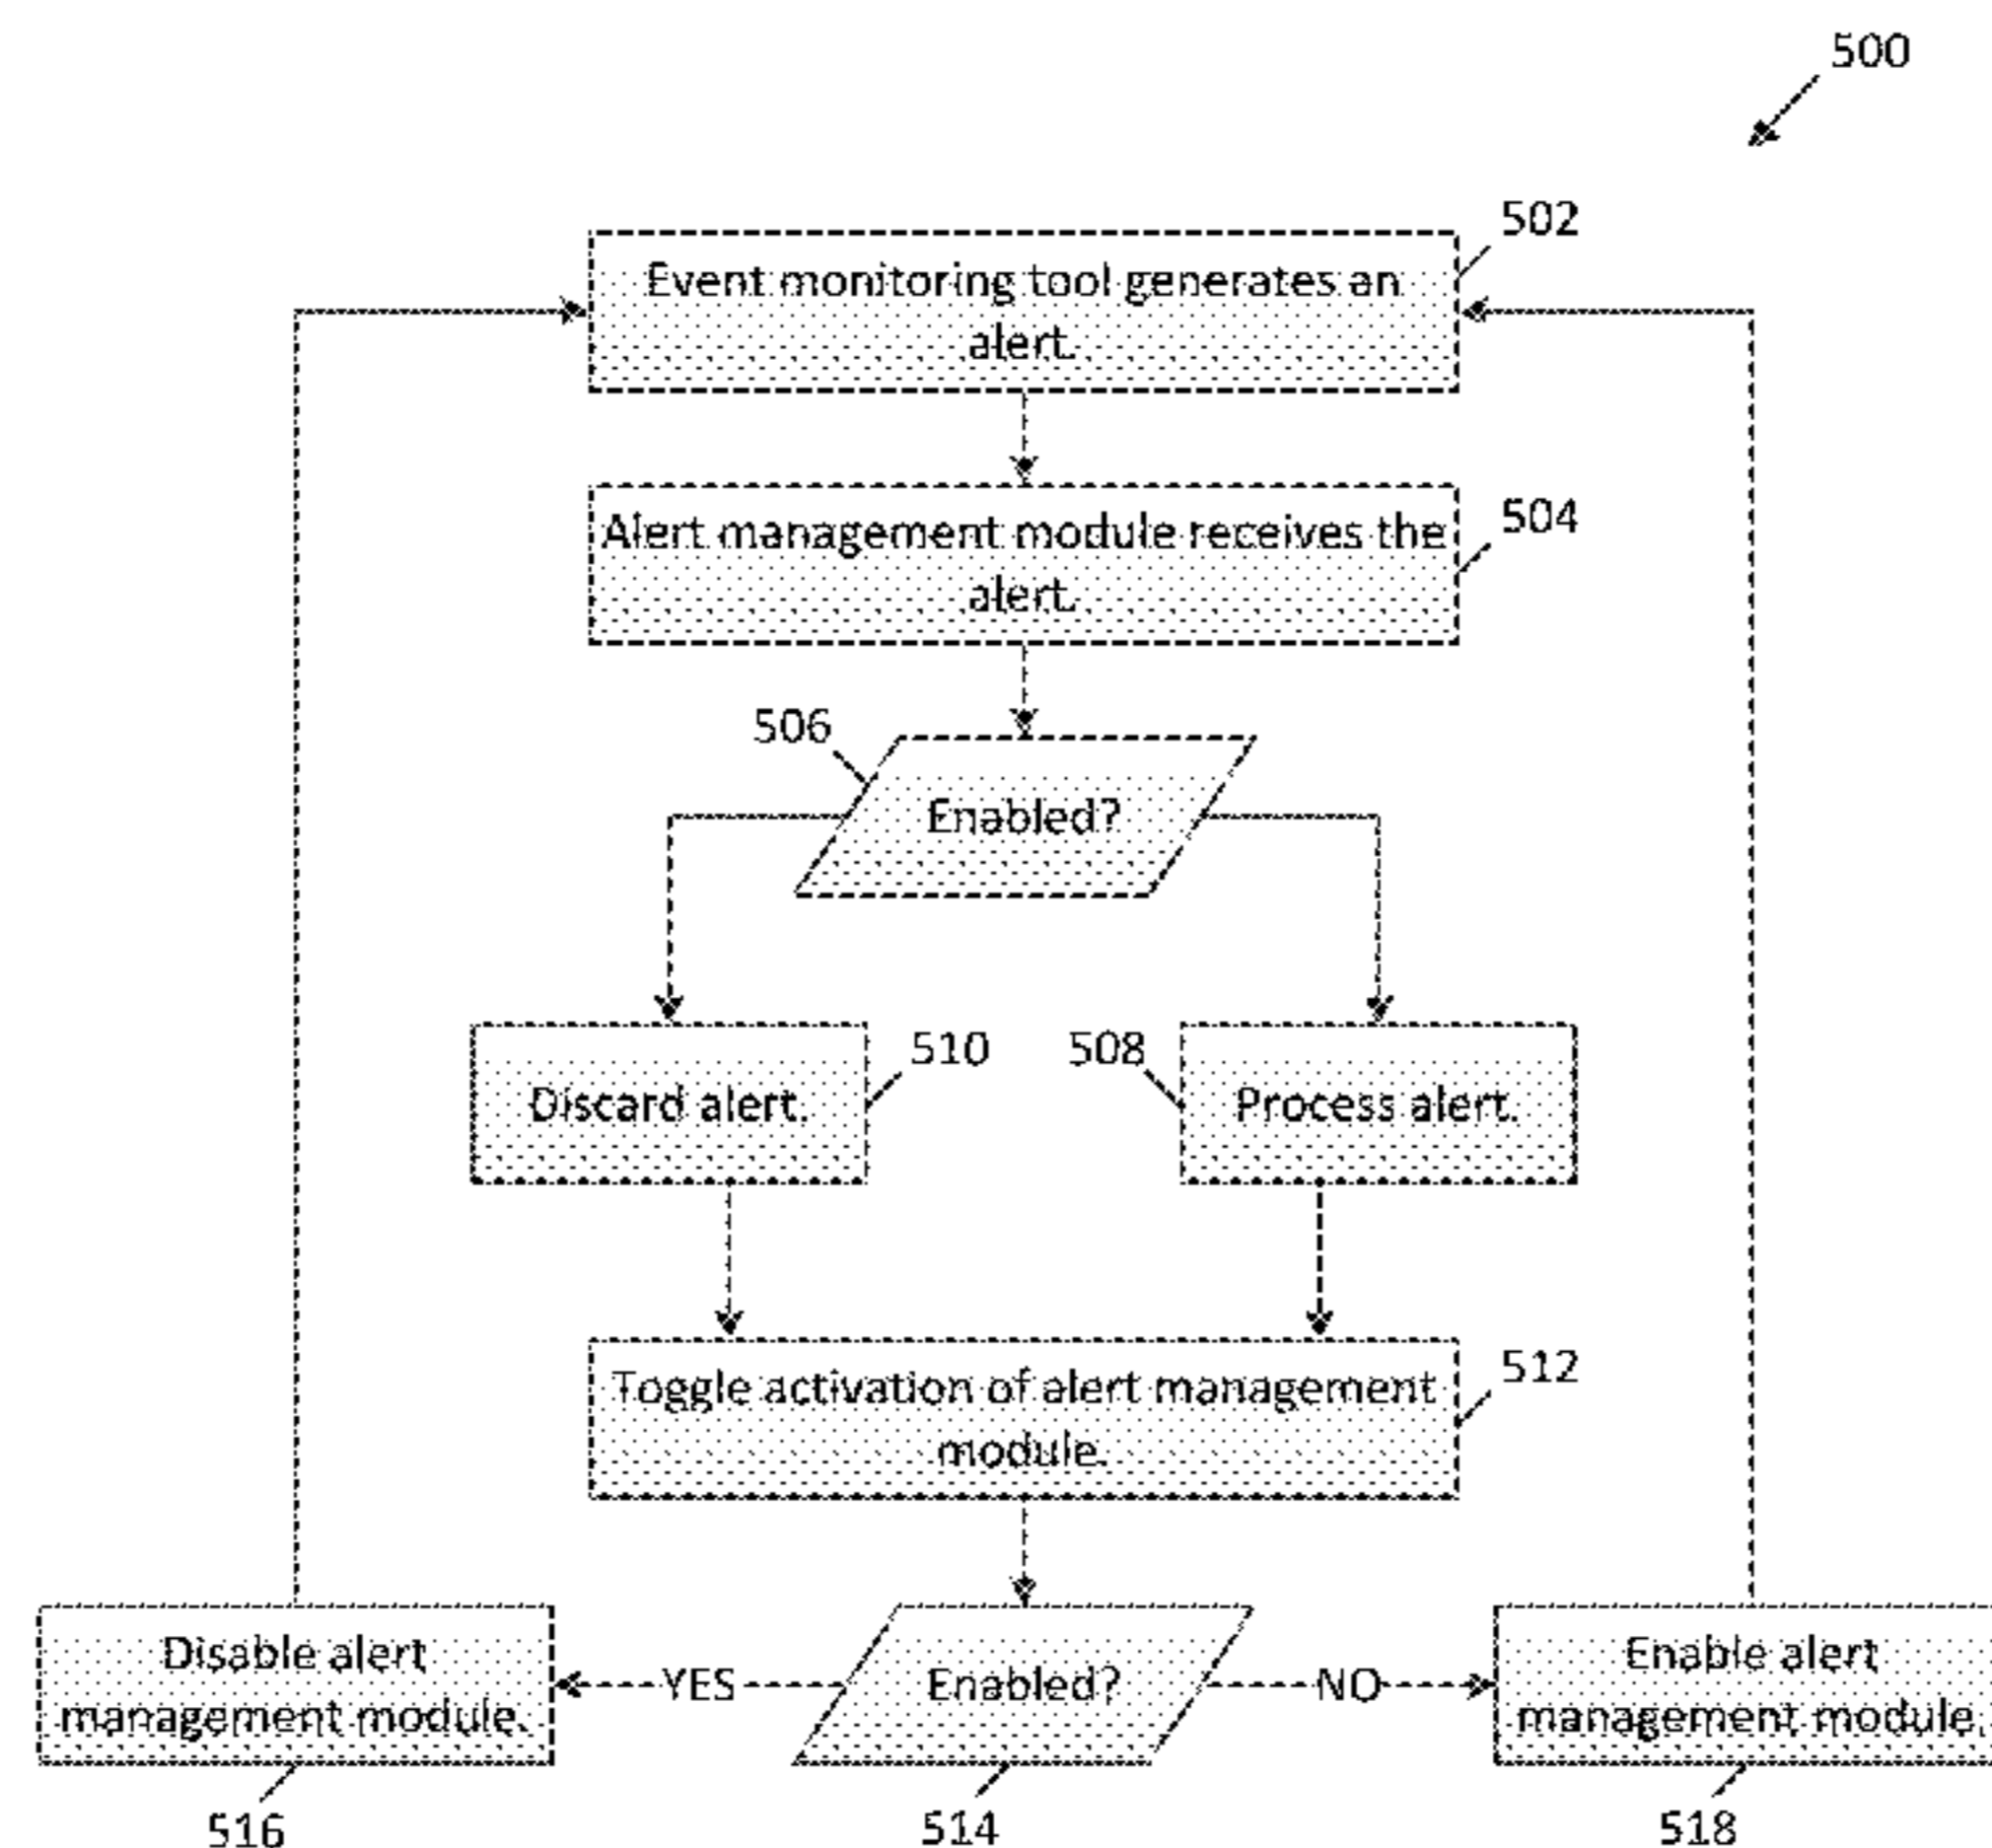 500
502
Event monitoring tool generates an
alert.
504
Alert management module receives the
alert.
506
Enabled?
510
Discard alert.
508
Process alert.
512
Toggle activation of alert management
module.
Disable alert
management module.
YES
Enabled?
NO
Enable alert
management module.
516
514
518